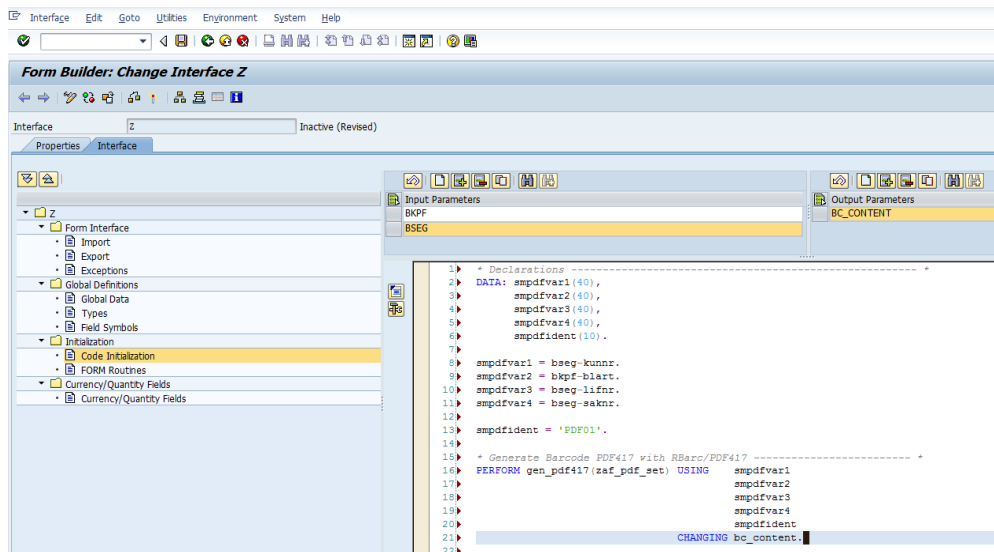 Interface Edit Goto Utilities Environment System Help
Form Builder: Change Interface Z
Interface Z Inactive (Revised)
Properties Interface
Input Parameters
BKPF
BSEG
Output Parameters
BC_CONTENT
Z
Form Interface
Import
Export
Exceptions
Global Definitions
Global Data
Types
Field Symbols
Initialization
Code Initialization
FORM Routines
Currency/Quantity Fields
Currency/Quantity Fields
1 * Declarations ------------------------------------------------------ *
2 DATA: smpdfvar1(40),
3 smpdfvar2(40),
4 smpdfvar3(40),
5 smpdfvar4(40),
6 smpdfident(10).
7
8 smpdfvar1 = bseg-kunnr.
9 smpdfvar2 = bkpf-blart.
10 smpdfvar3 = bseg-lifnr.
11 smpdfvar4 = bseg-saknr.
12
13 smpdfident = 'PDF01'.
14
15 * Generate Barcode PDF417 with RBarc/PDF417 ------------------------- *
16 PERFORM gen_pdf417(zaf_pdf_set) USING smpdfvar1
17 smpdfvar2
18 smpdfvar3
19 smpdfvar4
20 smpdfident
21 CHANGING bc_content.
22